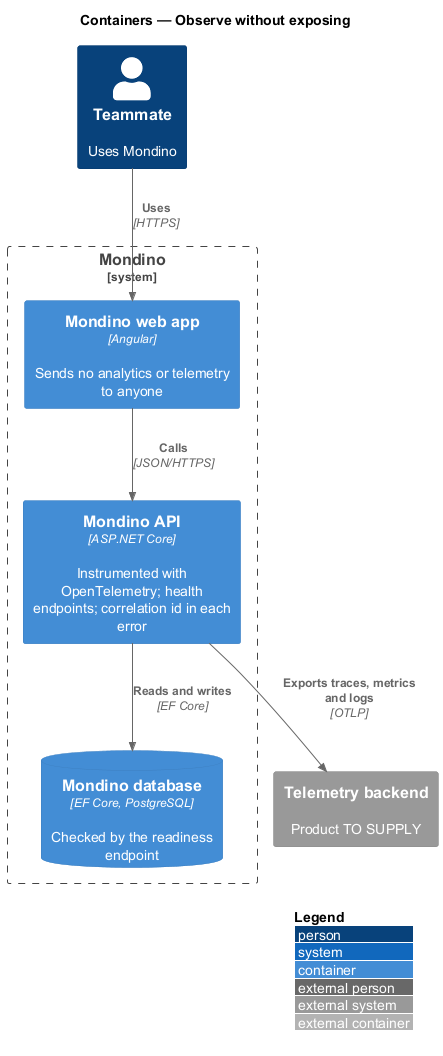 Containers — Observe without exposing
Teammate
Uses Mondino
Uses
[HTTPS]
Mondino
[system]
Mondino web app
[Angular]
Sends no analytics or telemetry
to anyone
Calls
[JSON/HTTPS]
Mondino API
[ASP.NET Core]
Instrumented with
OpenTelemetry; health
endpoints; correlation id in each
error
Reads and writes
[EF Core]
Exports traces, metrics
and logs
[OTLP]
Mondino database
[EF Core, PostgreSQL]
Checked by the readiness
endpoint
Telemetry backend
Product TO SUPPLY
Legend
person
system
container
external person
external system
external container